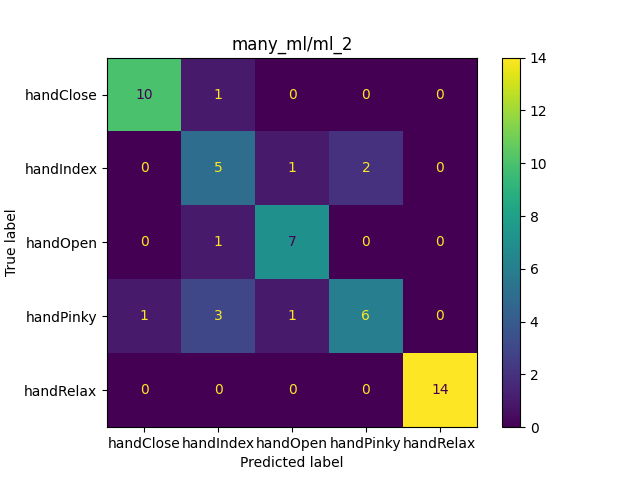 many_ml/ml_2
handClose 10 1 0 0 0
handIndex 0 5 1 2 0
handOpen 0 1 7 0 0
handPinky 1 3 1 6 0
handRelax 0 0 0 0 14
handClose handIndex handOpen handPinky handRelax
Predicted label
True label
14
12
10
8
6
4
2
0